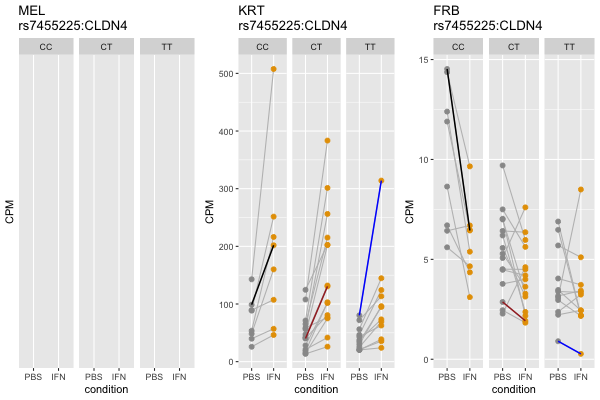 MEL
rs7455225:CLDN4
CC CT TT
CPM
PBS IFN PBS IFN PBS IFN
condition
KRT
rs7455225:CLDN4
CC CT TT
500
400
300
200
100
0
CPM
PBS IFN PBS IFN PBS IFN
condition
FRB
rs7455225:CLDN4
CC CT TT
15
10
5
0
CPM
PBS IFN PBS IFN PBS IFN
condition